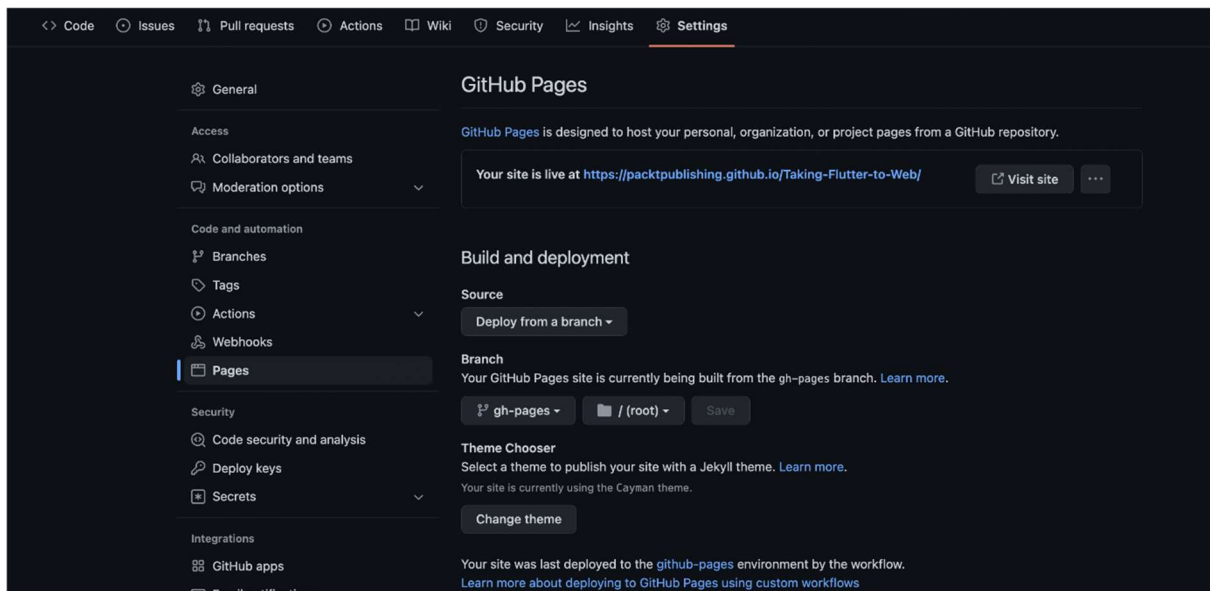 Code Issues Pull requests Actions Wiki Security Insights Settings
General
Access
Collaborators and teams
Moderation options
Code and automation
Branches
Tags
Actions
Webhooks
Pages
Security
Code security and analysis
Deploy keys
Secrets
Integrations
GitHub apps
GitHub Pages
GitHub Pages is designed to host your personal, organization, or project pages from a GitHub repository.
Your site is live at https://packtpublishing.github.io/Taking-Flutter-to-Web/
Visit site
Build and deployment
Source
Deploy from a branch
Branch
Your GitHub Pages site is currently being built from the gh-pages branch. Learn more.
gh-pages / (root) Save
Theme Chooser
Select a theme to publish your site with a Jekyll theme. Learn more.
Your site is currently using the Cayman theme.
Change theme
Your site was last deployed to the github-pages environment by the workflow.
Learn more about deploying to GitHub Pages using custom workflows